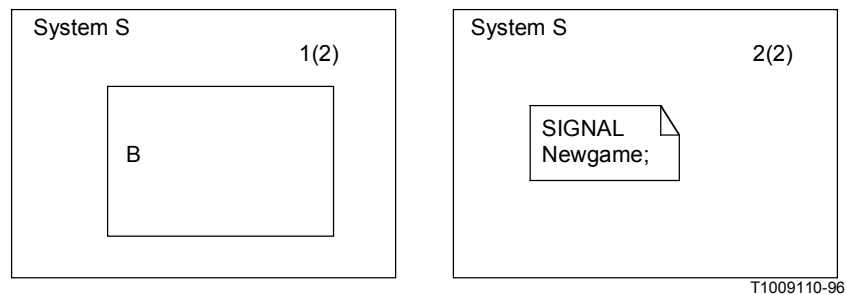 System S
1(2)
B
System S
2(2)
SIGNAL
Newgame;
T1009110-96